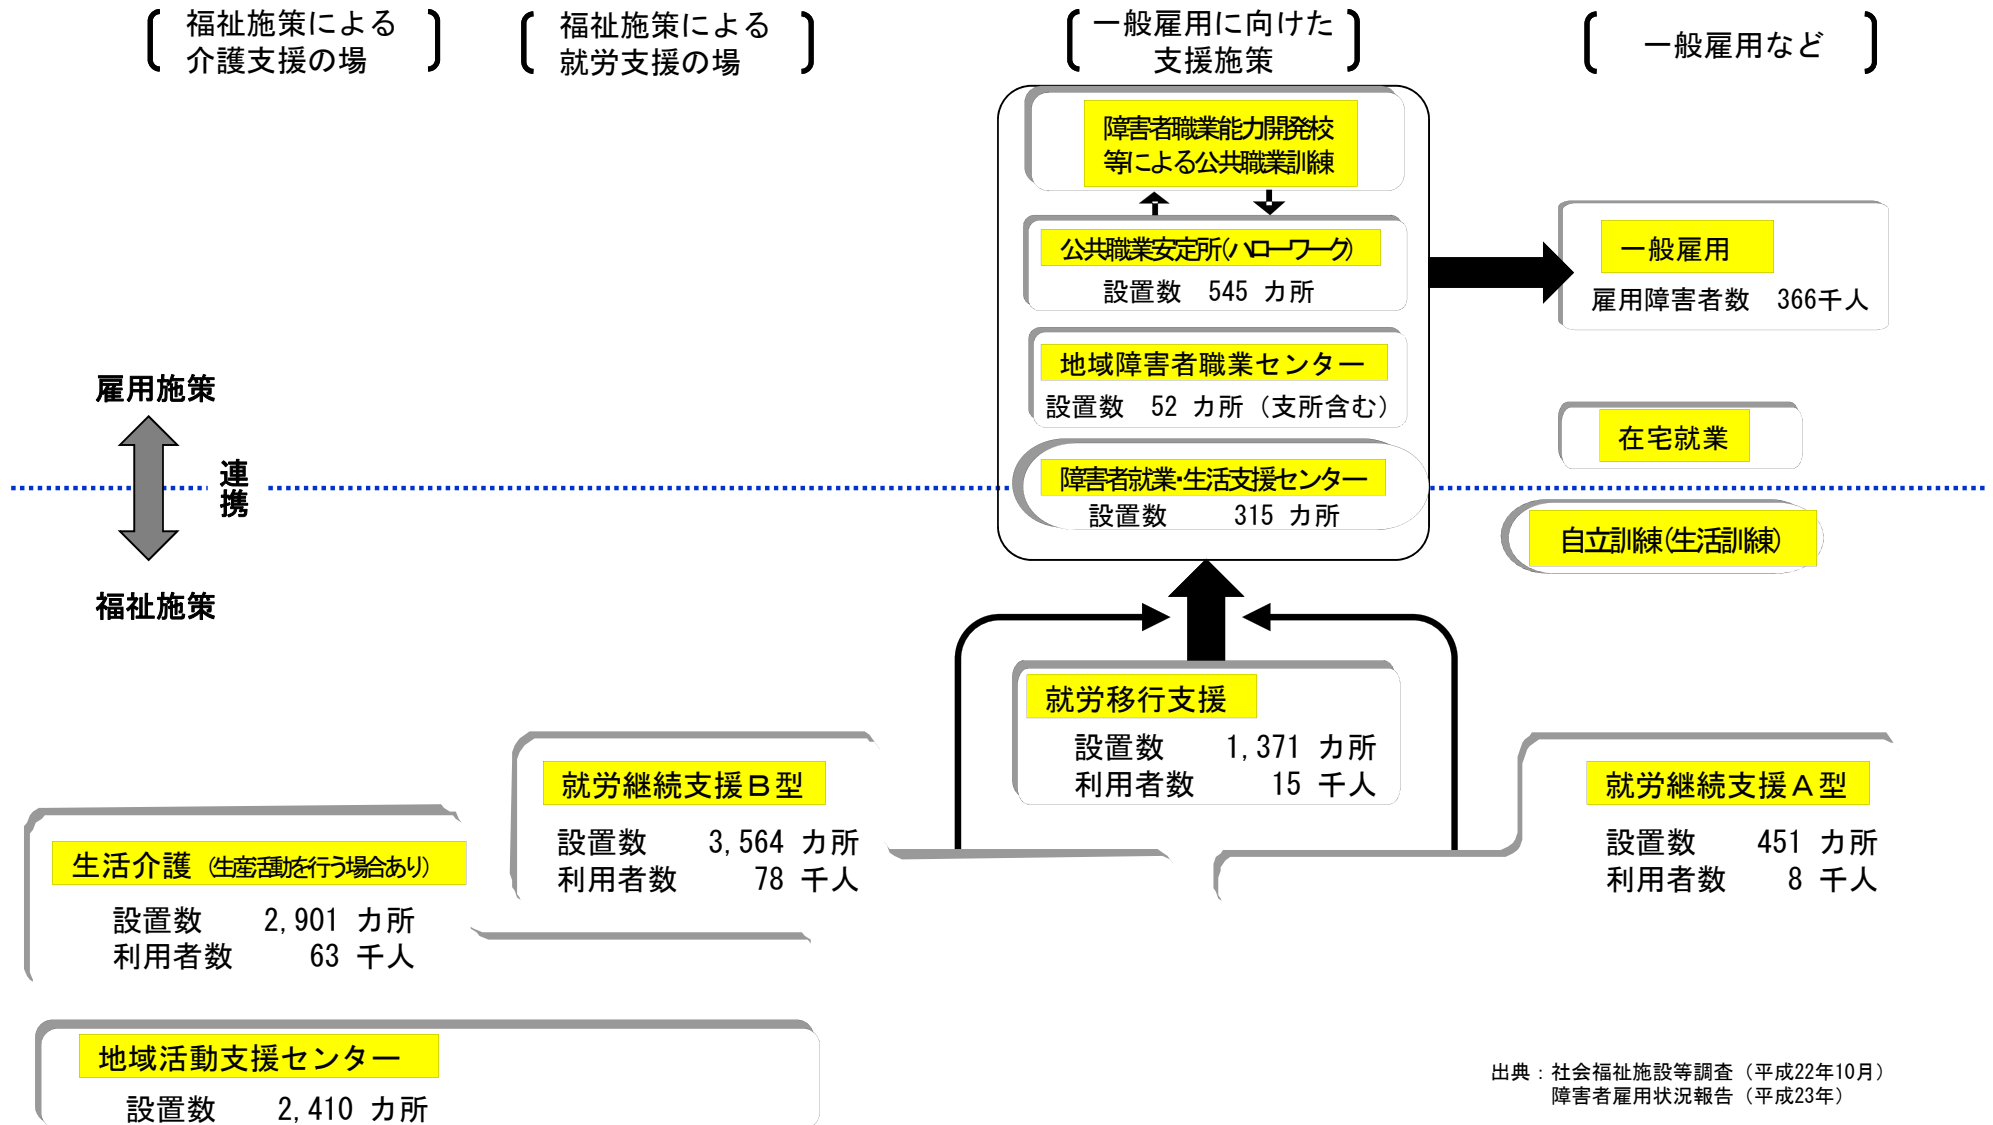 福祉施策による
介護支援の場
福祉施策による
就労支援の場
一般雇用に向けた
支援施策
一般雇用など
障害者職業能力開発校
等による公共職業訓練
公共職業安定所(ハローワーク)
設置数 545 カ所
一般雇用
雇用障害者数 366千人
地域障害者職業センター
設置数 52 カ所（支所含む）
雇用施策
在宅就業
連携
障害者就業・生活支援センター
設置数 315 カ所
自立訓練(生活訓練)
福祉施策
就労移行支援
設置数 1,371 カ所
利用者数 15 千人
就労継続支援Ｂ型
設置数 3,564 カ所
利用者数 78 千人
就労継続支援Ａ型
設置数 451 カ所
利用者数 8 千人
生活介護（生産活動を行う場合あり）
設置数 2,901 カ所
利用者数 63 千人
地域活動支援センター
設置数 2,410 カ所
出典：社会福祉施設等調査（平成22年10月）
障害者雇用状況報告（平成23年）